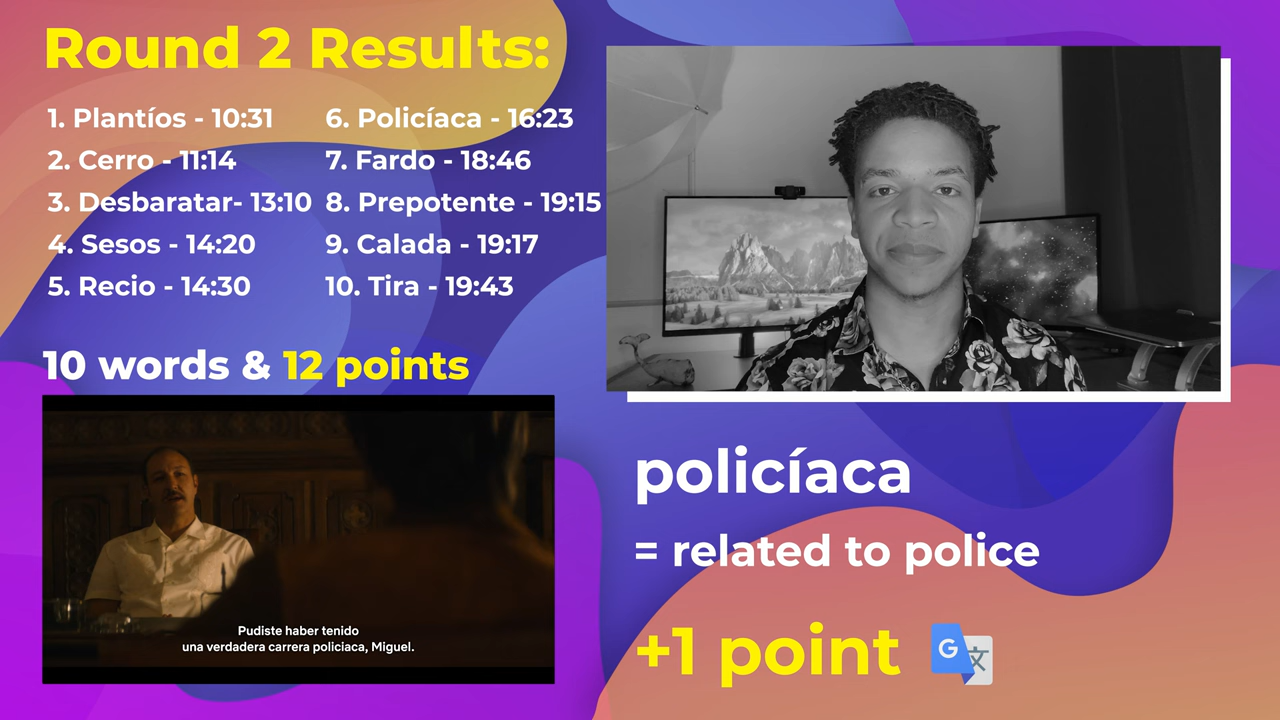 Round 2 Results:
1. Plantíos - 10:31
2. Cerro - 11:14
3. Desbaratar- 13:10
4. Sesos - 14:20
5. Recio - 14:30
6. Policíaca - 16:23
7. Fardo - 18:46
8. Prepotente - 19:15
9. Calada - 19:17
10. Tira - 19:43
10 words & 12 points
Pudiste haber tenido
una verdadera carrera policiaca, Miguel.
policíaca
= related to police
+1 point
G 文